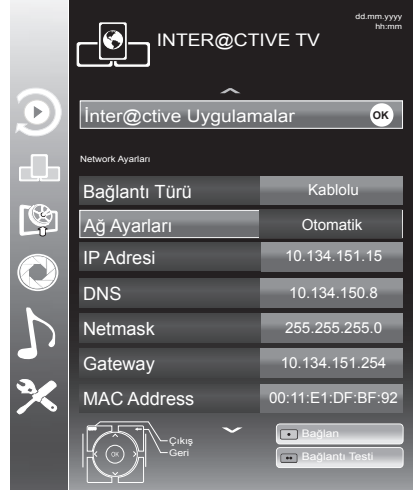 dd.mm.yyyy
hh:mm
INTER@CTIVE TV
İnter@ctive Uygulamalar OK
Network Ayarları
Bağlantı Türü Kablolu
Ağ Ayarları Otomatik
IP Adresi 10.134.151.15
DNS 10.134.150.8
Netmask 255.255.255.0
Gateway 10.134.151.254
MAC Address 00:11:E1:DF:BF:92
Çıkış
Geri
OK
Bağlan
Bağlantı Testi